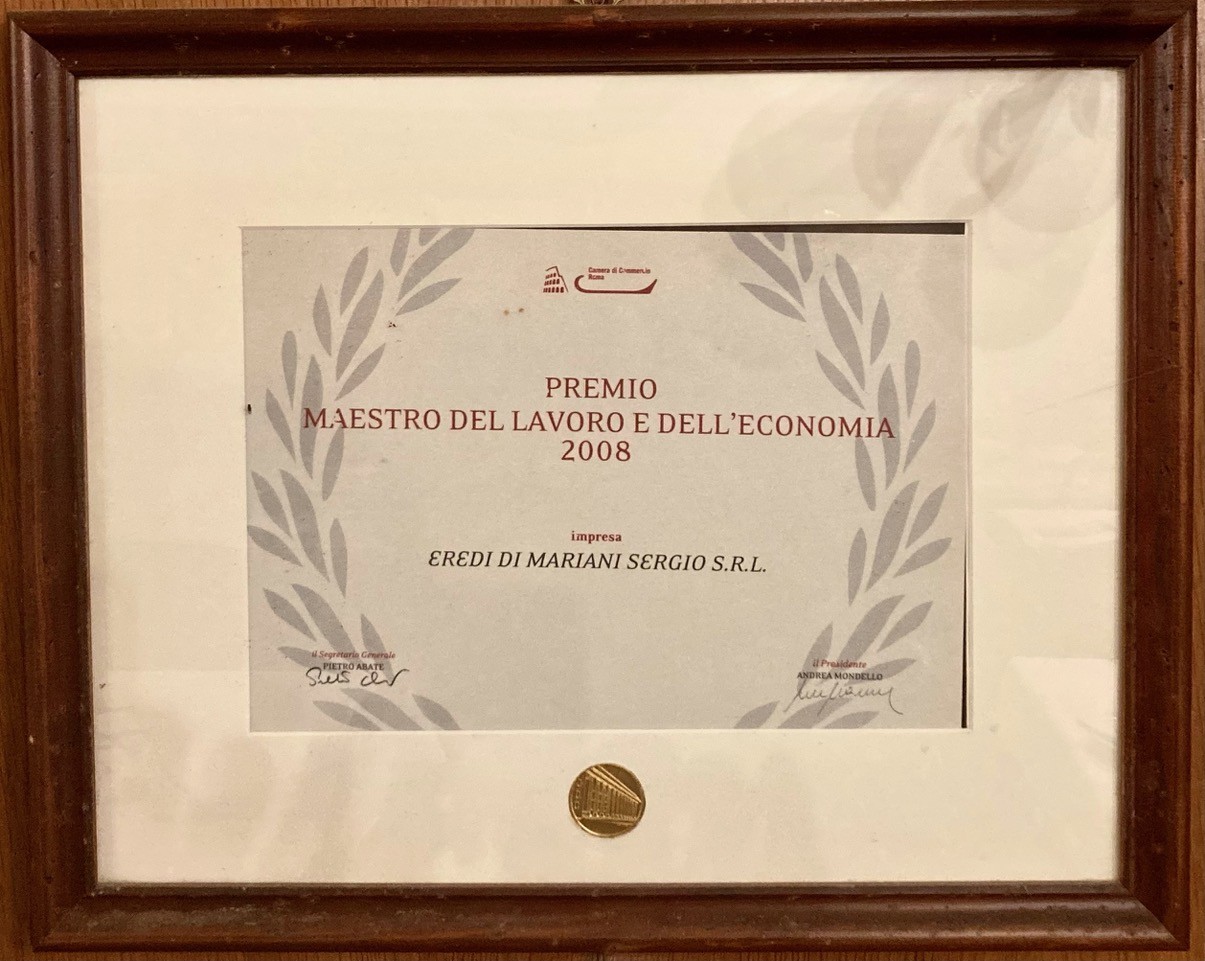 Camera di Commercio
Roma
PREMIO
MAESTRO DEL LAVORO E DELL'ECONOMIA
2008
impresa
EREDI DI MARIANI SERGIO S.R.L.
il Segretario Generale
PIETRO ABATE
il Presidente
ANDREA MONDELLO